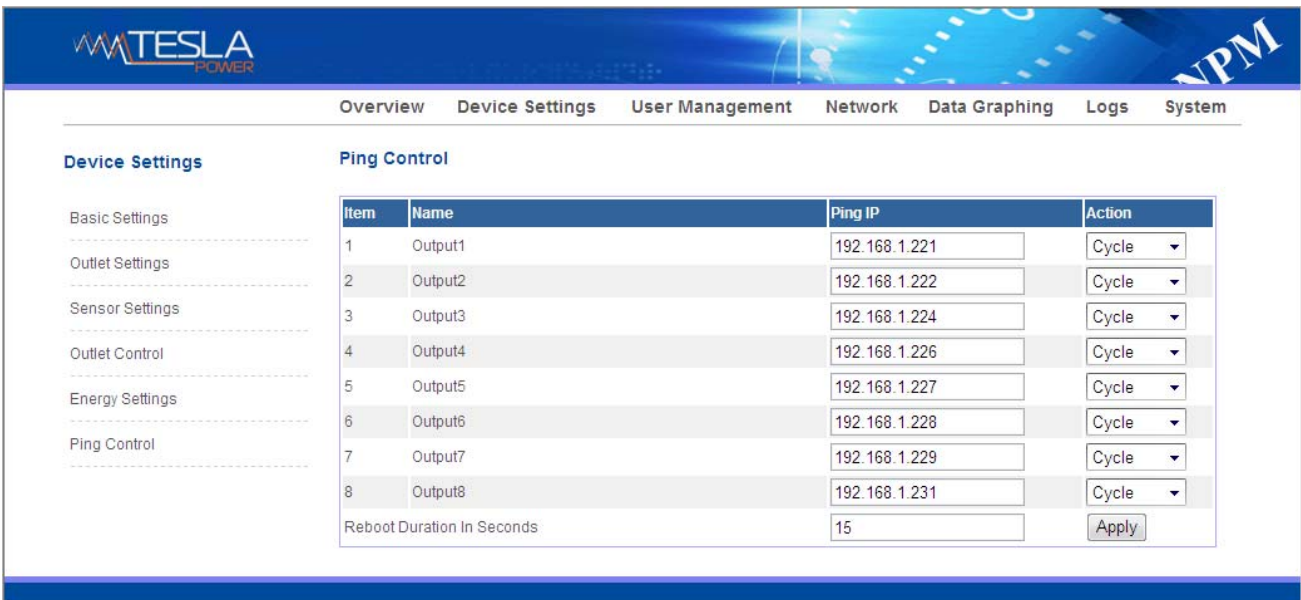 TESLA
POWER
NPM
Overview Device Settings User Management Network Data Graphing Logs System
Device Settings
Basic Settings
Outlet Settings
Sensor Settings
Outlet Control
Energy Settings
Ping Control
Ping Control
Item Name Ping IP Action
1 Output1 192.168.1.221 Cycle
2 Output2 192.168.1.222 Cycle
3 Output3 192.168.1.224 Cycle
4 Output4 192.168.1.226 Cycle
5 Output5 192.168.1.227 Cycle
6 Output6 192.168.1.228 Cycle
7 Output7 192.168.1.229 Cycle
8 Output8 192.168.1.231 Cycle
Reboot Duration In Seconds 15 Apply